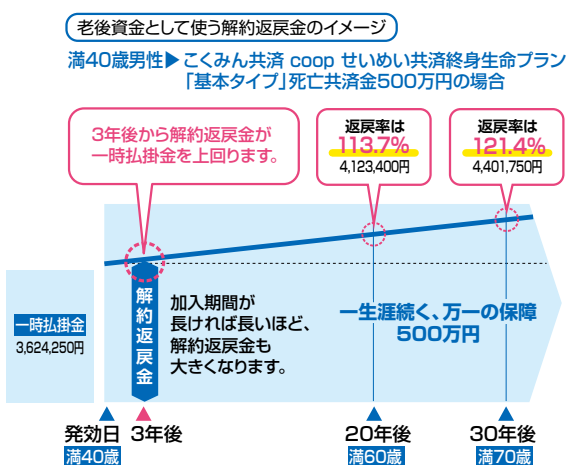 老後資金として使う解約返戻金のイメージ
満40歳男性▶こくみん共済 coop せいめい共済終身生命プラン
「基本タイプ」死亡共済金500万円の場合
3年後から解約返戻金が
一時払掛金を上回ります。
返戻率は
113.7%
4,123,400円
返戻率は
121.4%
4,401,750円
一時払掛金
3,624,250円
解約返戻金
加入期間が
長ければ長いほど、
解約返戻金も
大きくなります。
一生涯続く、万一の保障
500万円
発効日
満40歳
3年後
20年後
満60歳
30年後
満70歳